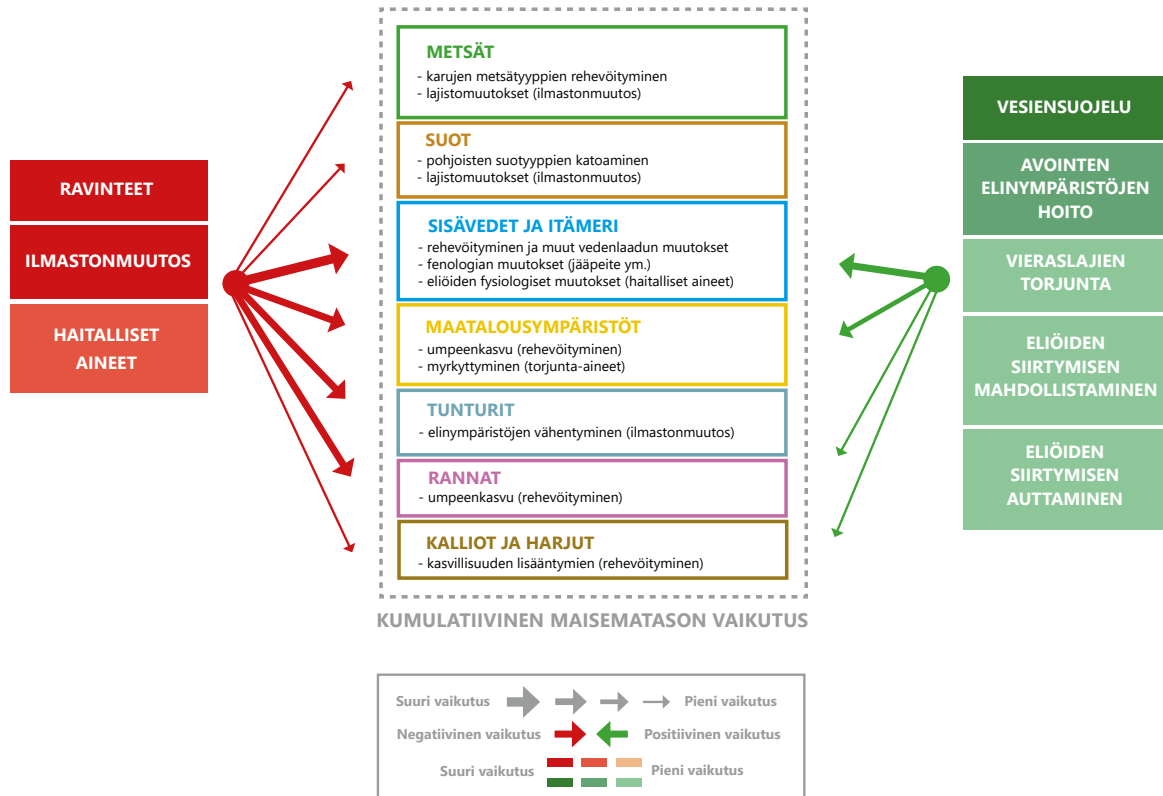 RAVINTEET
ILMASTONMUUTOS
HAITALLISET
AINEET
METSÄT
- karujen metsätyyppien rehevöityminen
- lajistomuutokset (ilmastonmuutos)
SUOT
- pohjoisten suotyyppien katoaminen
- lajistomuutokset (ilmastonmuutos)
SISÄVEDET JA ITÄMERI
- rehevöityminen ja muut vedenlaadun muutokset
- fenologian muutokset (jääpeite ym.)
- eliöiden fysiologiset muutokset (haitalliset aineet)
MAATALOUSYMPÄRISTÖT
- umpeenkasvu (rehevöityminen)
- myrkyttyminen (torjunta-aineet)
TUNTURIT
- elinympäristöjen vähentyminen (ilmastonmuutos)
RANNAT
- umpeenkasvu (rehevöityminen)
KALLIOT JA HARJUT
- kasvillisuuden lisääntymien (rehevöityminen)
KUMULATIIVINEN MAISEMATASON VAIKUTUS
VESIENSUOJELU
AVOINTEN
ELINYMPÄRISTÖJEN
HOITO
VIERASLAJIEN
TORJUNTA
ELIÖIDEN
SIIRTYMISEN
MAHDOLLISTAMINEN
ELIÖIDEN
SIIRTYMISEN
AUTTAMINEN
Suuri vaikutus Pieni vaikutus
Negatiivinen vaikutus Positiivinen vaikutus
Suuri vaikutus Pieni vaikutus